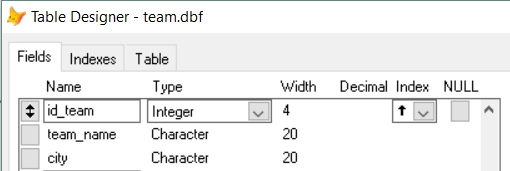 Table Designer - team.dbf
Fields Indexes Table
Name Type Width Decimal Index NULL
id_team Integer 4
team_name Character 20
city Character 20